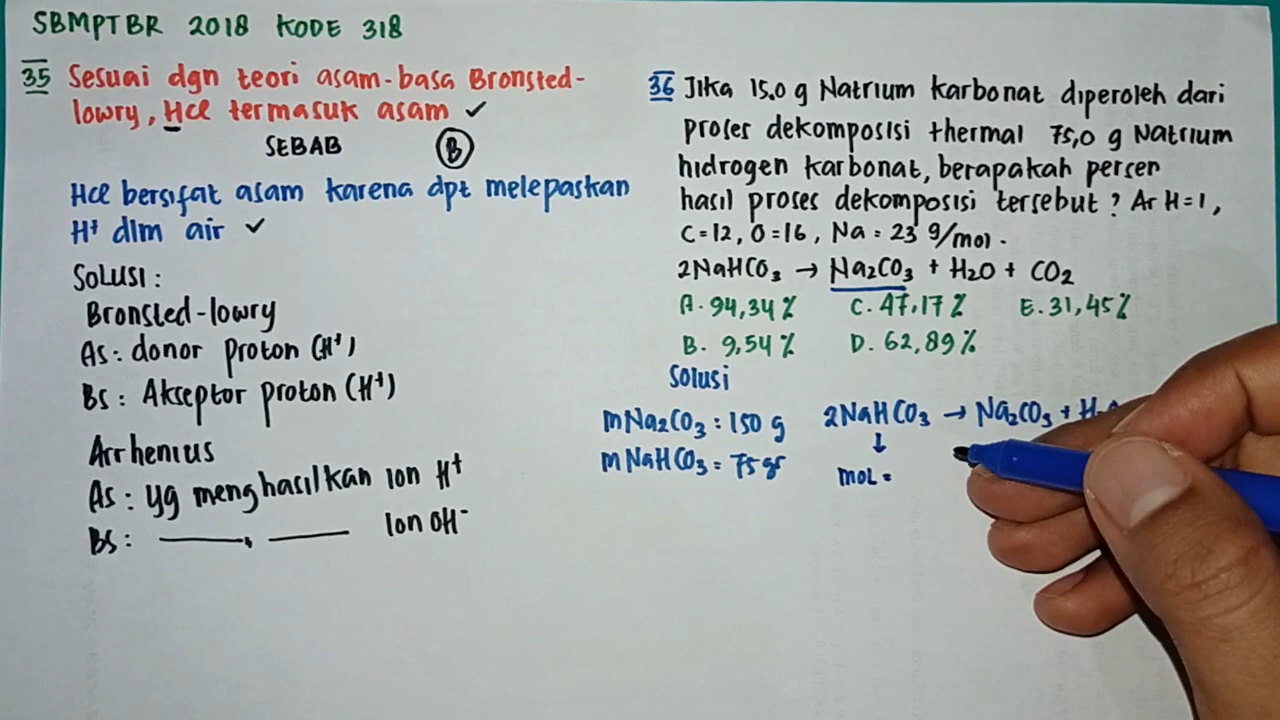 SBMPTBR 2018 KODE 318
35 Sesuai dgn teori asam-basa Bronsted-
lowry, Hcl termasuk asam ✓
SEBAB B
Hcl bersifat asam karena dpt melepaskan
H⁺ dlm air ✓
SOLUSI :
Bronsted-lowry
As : donor proton (H⁺)
Bs : Akseptor proton (H⁺)
Arrhenius
As : yg menghasilkan Ion H⁺
BS : ——— , ——— Ion OH⁻
36 Jika 15.0 g Natrium karbonat diperoleh dari
proses dekomposisi thermal 75,0 g Natrium
hidrogen karbonat, berapakah persen
hasil proses dekomposisi tersebut ? Ar H = 1 ,
C = 12 , O = 16 , Na = 23 g/mol .
2NaHCO₃ → Na₂CO₃ + H₂O + CO₂
A. 94,34 % C. 47,17 % E. 31,45 %
B. 9,54 % D. 62,89 %
Solusi
mNa₂CO₃ : 150 g
mNaHCO₃ = 75 gr
2NaHCO₃ → Na₂CO₃ +
↓
moL =